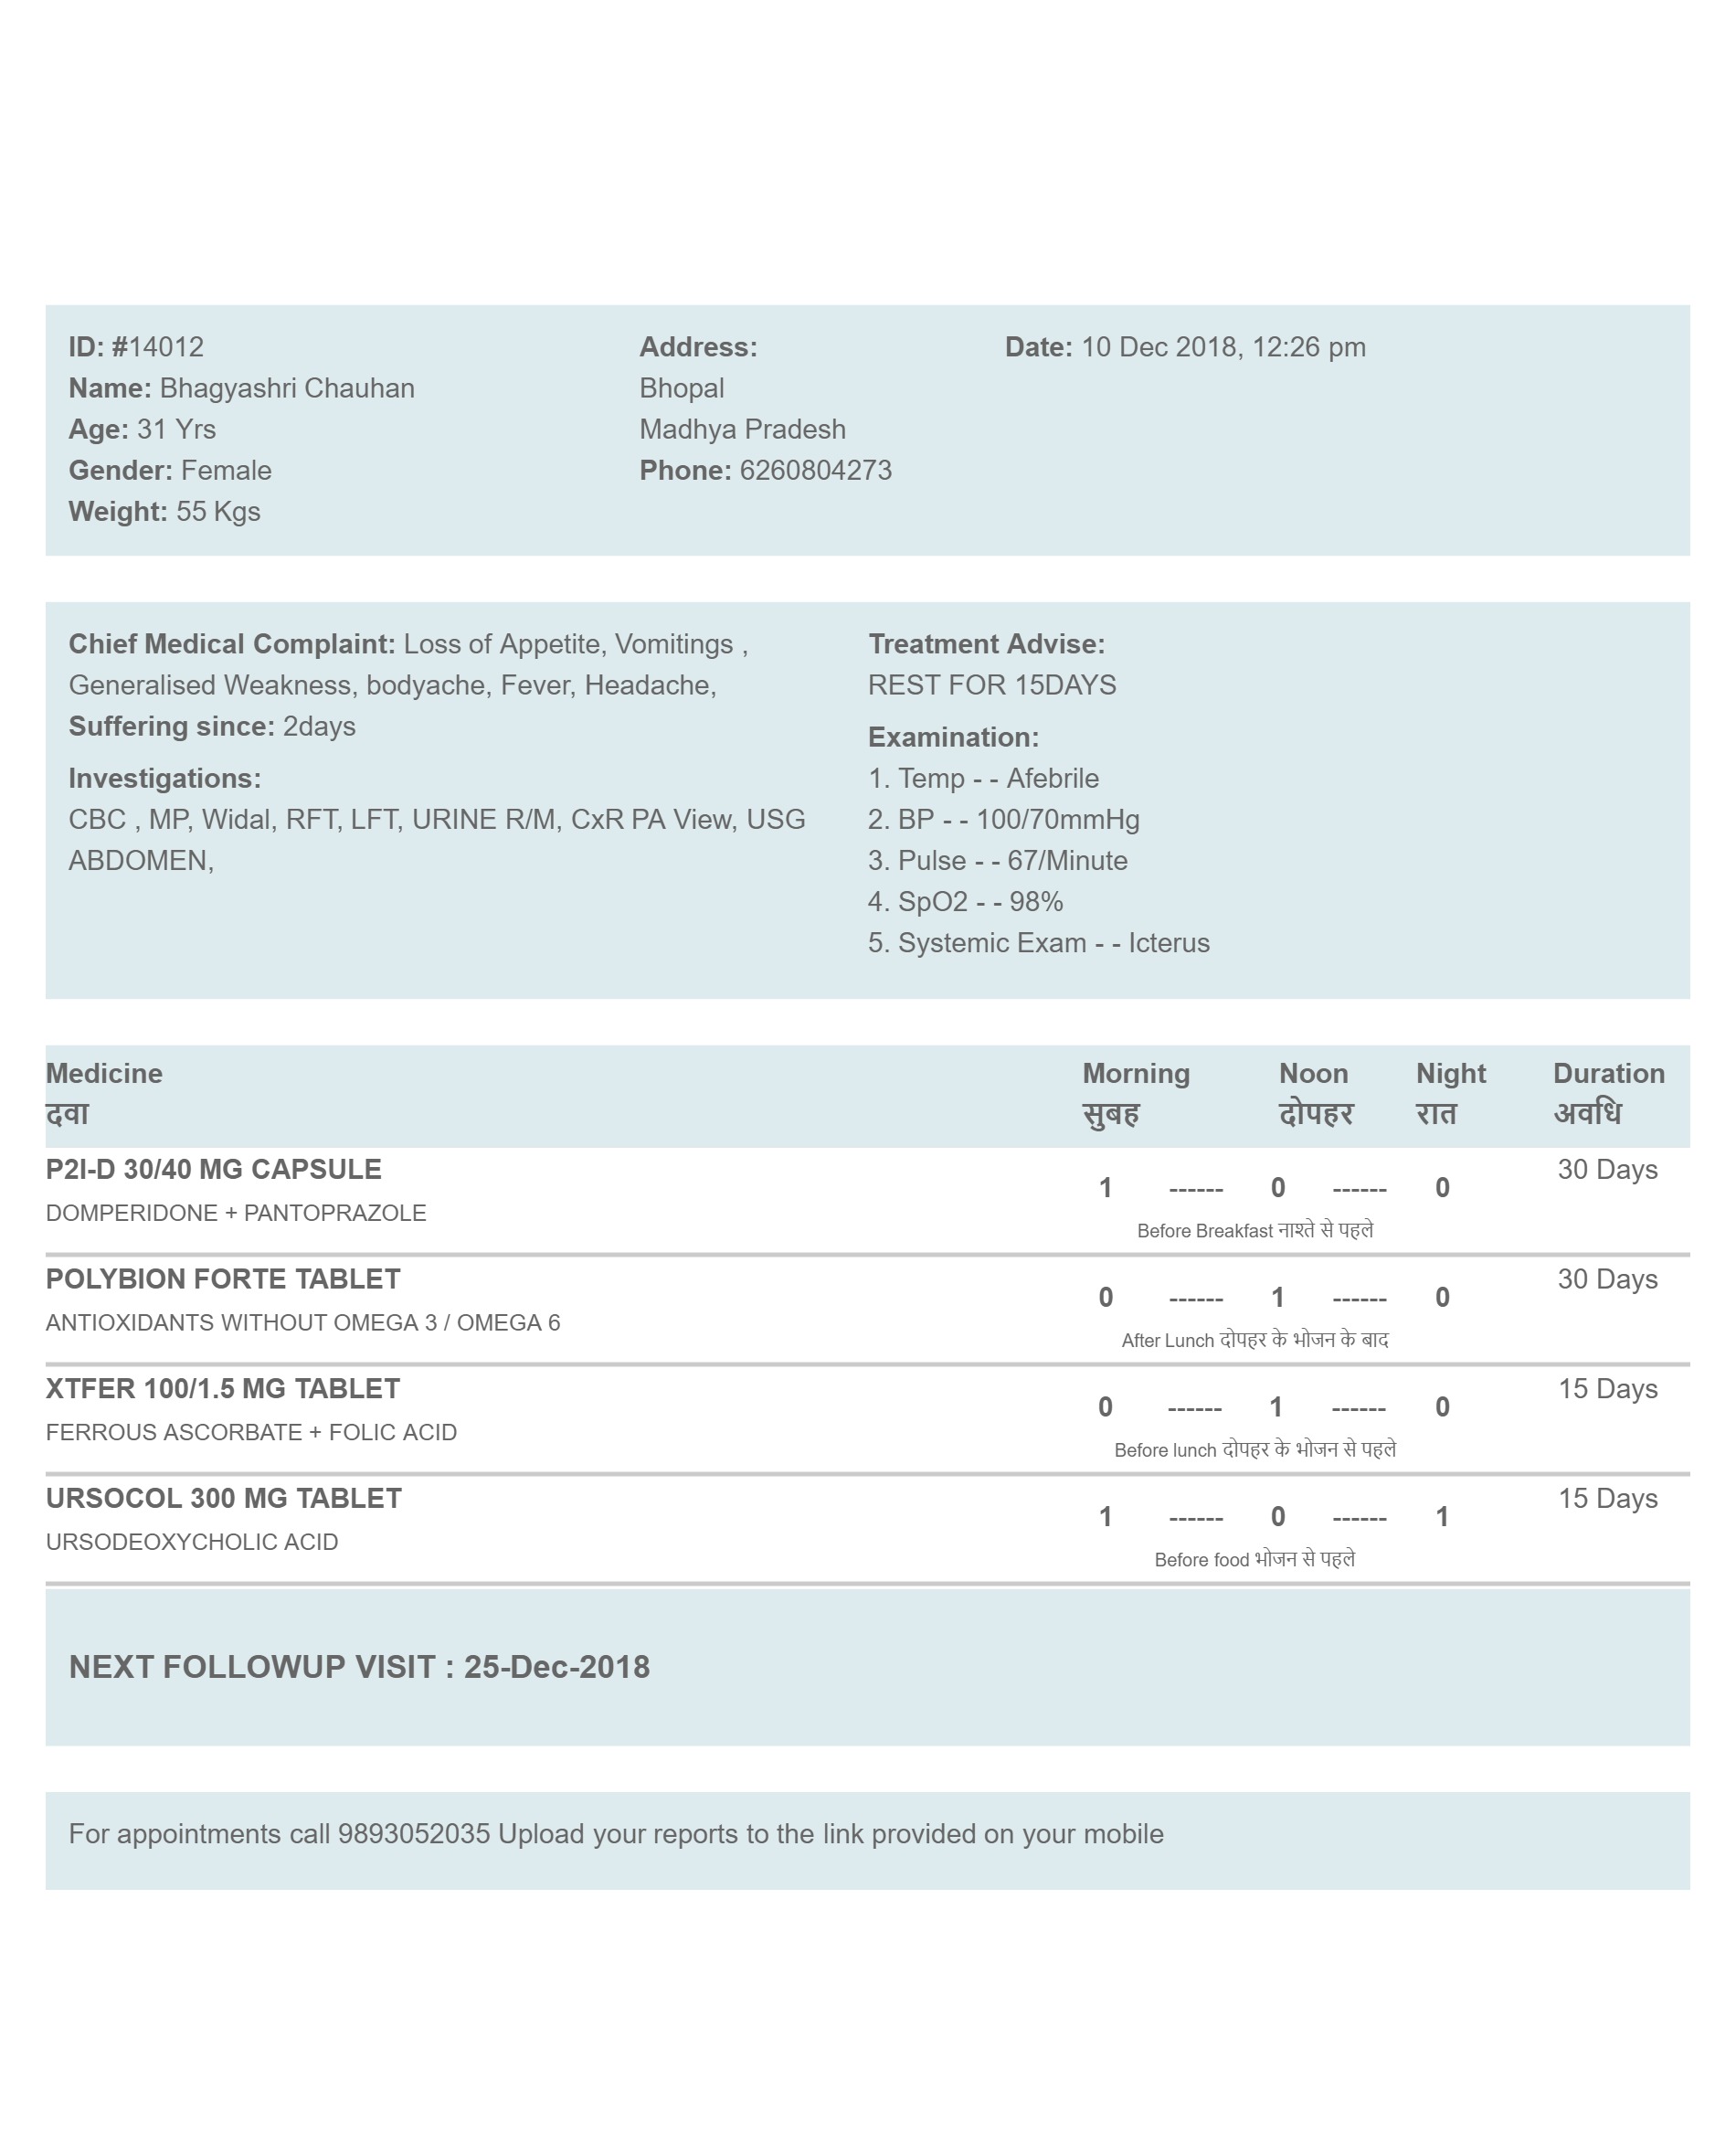 ID: #14012
Name: Bhagyashri Chauhan
Age: 31 Yrs
Gender: Female
Weight: 55 Kgs
Address:
Bhopal
Madhya Pradesh
Phone: 6260804273
Date: 10 Dec 2018, 12:26 pm
Chief Medical Complaint: Loss of Appetite, Vomitings ,
Generalised Weakness, bodyache, Fever, Headache,
Suffering since: 2days
Investigations:
CBC , MP, Widal, RFT, LFT, URINE R/M, CxR PA View, USG
ABDOMEN,
Treatment Advise:
REST FOR 15DAYS
Examination:
1. Temp - - Afebrile
2. BP - - 100/70mmHg
3. Pulse - - 67/Minute
4. SpO2 - - 98%
5. Systemic Exam - - Icterus
Medicine Morning Noon Night Duration
दवा सुबह दोपहर रात अवधि
P2I-D 30/40 MG CAPSULE 30 Days
1 ------ 0 ------ 0
DOMPERIDONE + PANTOPRAZOLE
Before Breakfast नाश्ते से पहले
POLYBION FORTE TABLET 30 Days
0 ------ 1 ------ 0
ANTIOXIDANTS WITHOUT OMEGA 3 / OMEGA 6
After Lunch दोपहर के भोजन के बाद
XTFER 100/1.5 MG TABLET 15 Days
0 ------ 1 ------ 0
FERROUS ASCORBATE + FOLIC ACID
Before lunch दोपहर के भोजन से पहले
URSOCOL 300 MG TABLET 15 Days
1 ------ 0 ------ 1
URSODEOXYCHOLIC ACID
Before food भोजन से पहले
NEXT FOLLOWUP VISIT : 25-Dec-2018
For appointments call 9893052035 Upload your reports to the link provided on your mobile